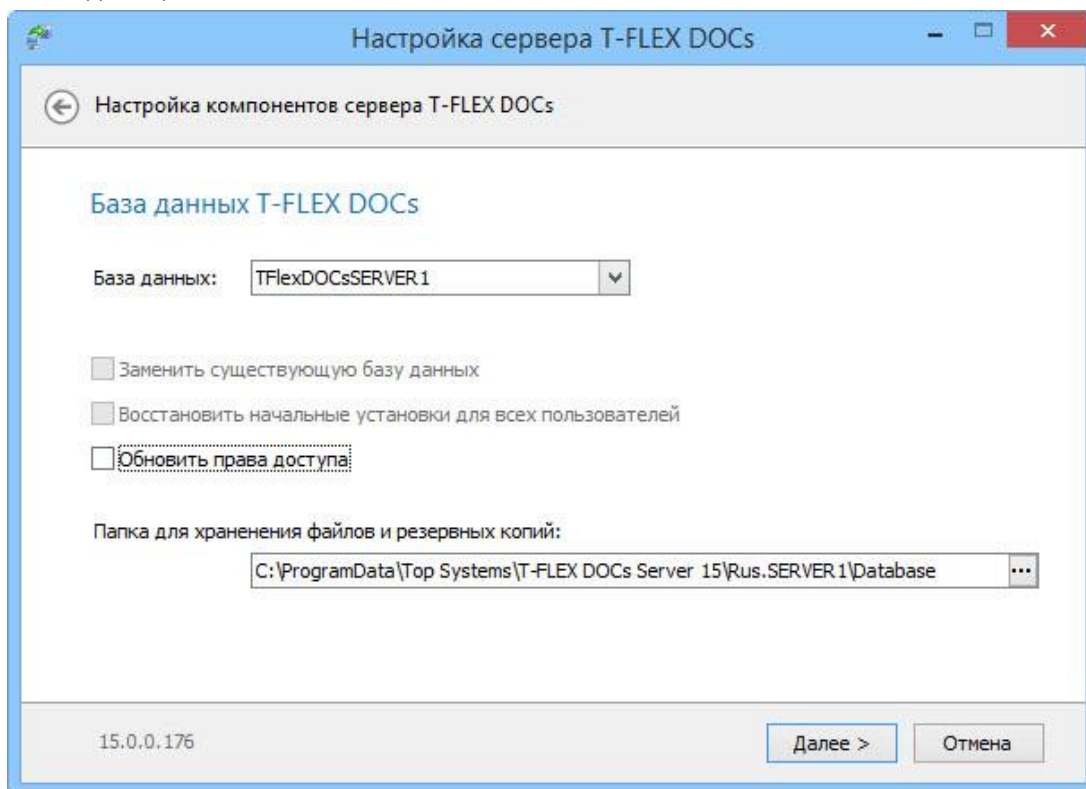 Настройка сервера T-FLEX DOCs
Настройка компонентов сервера T-FLEX DOCs
База данных T-FLEX DOCs
База данных: TFlexDOCsSERVER1
Заменить существующую базу данных
Восстановить начальные установки для всех пользователей
Обновить права доступа
Папка для храненения файлов и резервных копий:
C:\ProgramData\Top Systems\T-FLEX DOCs Server 15\Rus.SERVER1\Database ...
15.0.0.176 Далее > Отмена